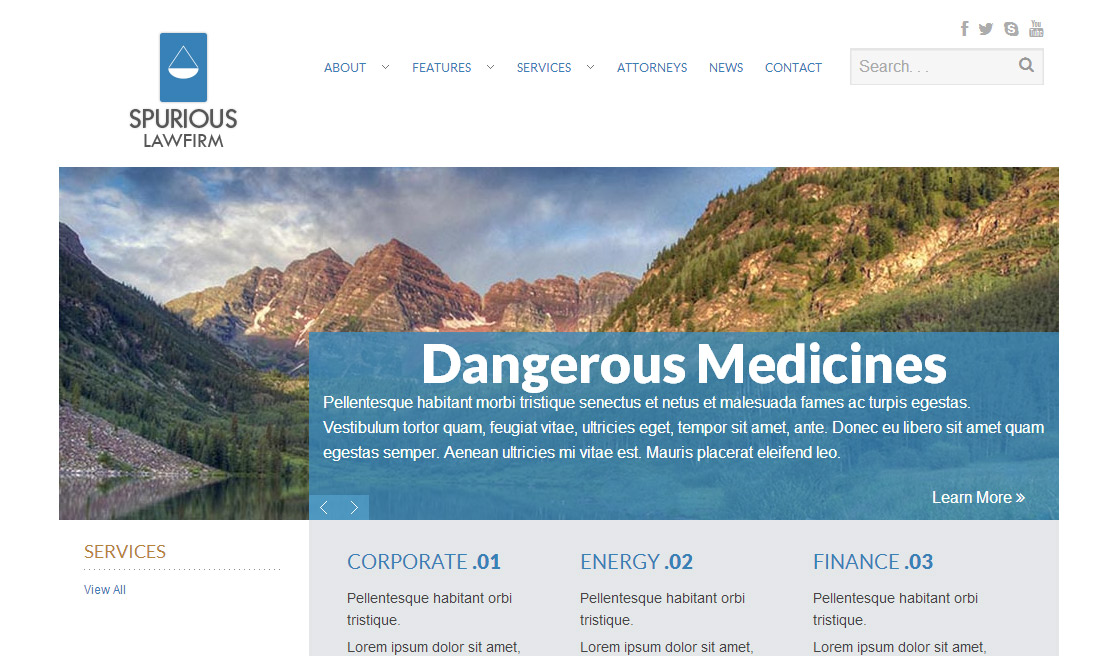 SPURIOUS
LAWFIRM
ABOUT FEATURES SERVICES ATTORNEYS NEWS CONTACT
You
Tube
Search. . .
Dangerous Medicines
Pellentesque habitant morbi tristique senectus et netus et malesuada fames ac turpis egestas.
Vestibulum tortor quam, feugiat vitae, ultricies eget, tempor sit amet, ante. Donec eu libero sit amet quam
egestas semper. Aenean ultricies mi vitae est. Mauris placerat eleifend leo.
Learn More »
SERVICES
View All
CORPORATE .01
Pellentesque habitant orbi
tristique.
Lorem ipsum dolor sit amet,
ENERGY .02
Pellentesque habitant orbi
tristique.
Lorem ipsum dolor sit amet,
FINANCE .03
Pellentesque habitant orbi
tristique.
Lorem ipsum dolor sit amet,